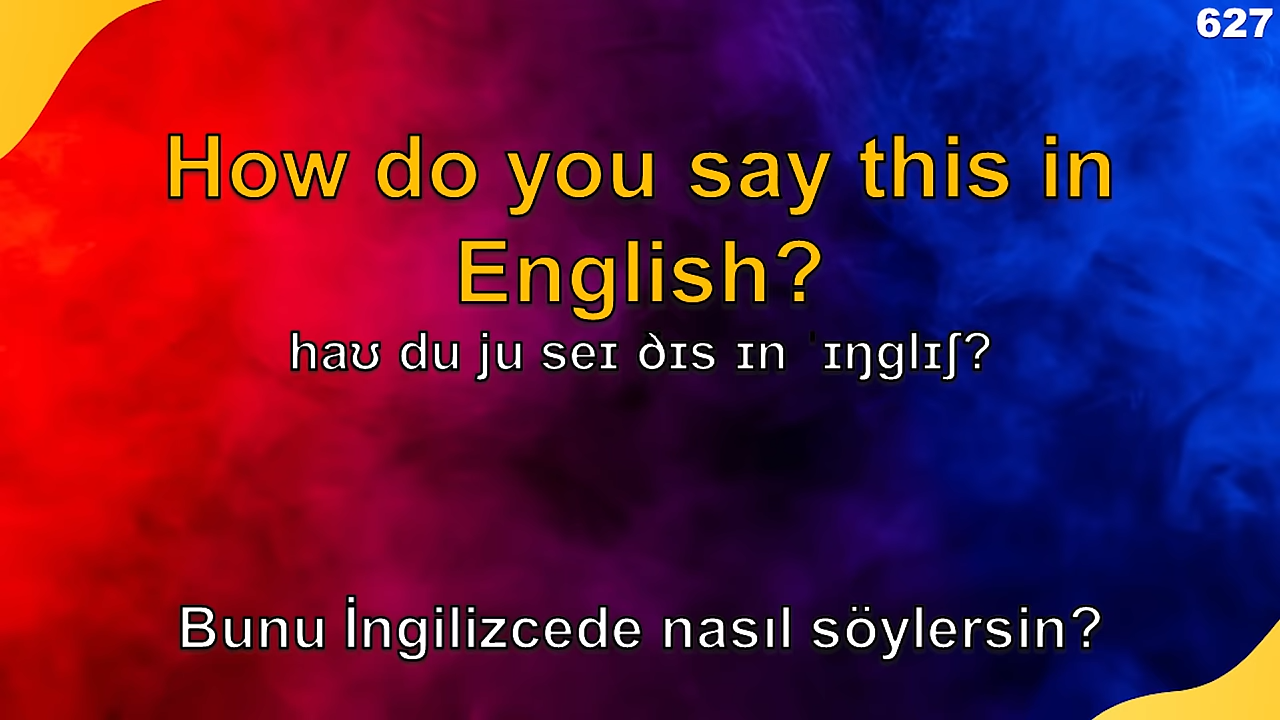 627
How do you say this in
English?
haʊ du ju seɪ ðɪs ɪn ˈɪŋglɪʃ?
Bunu İngilizcede nasıl söylersin?